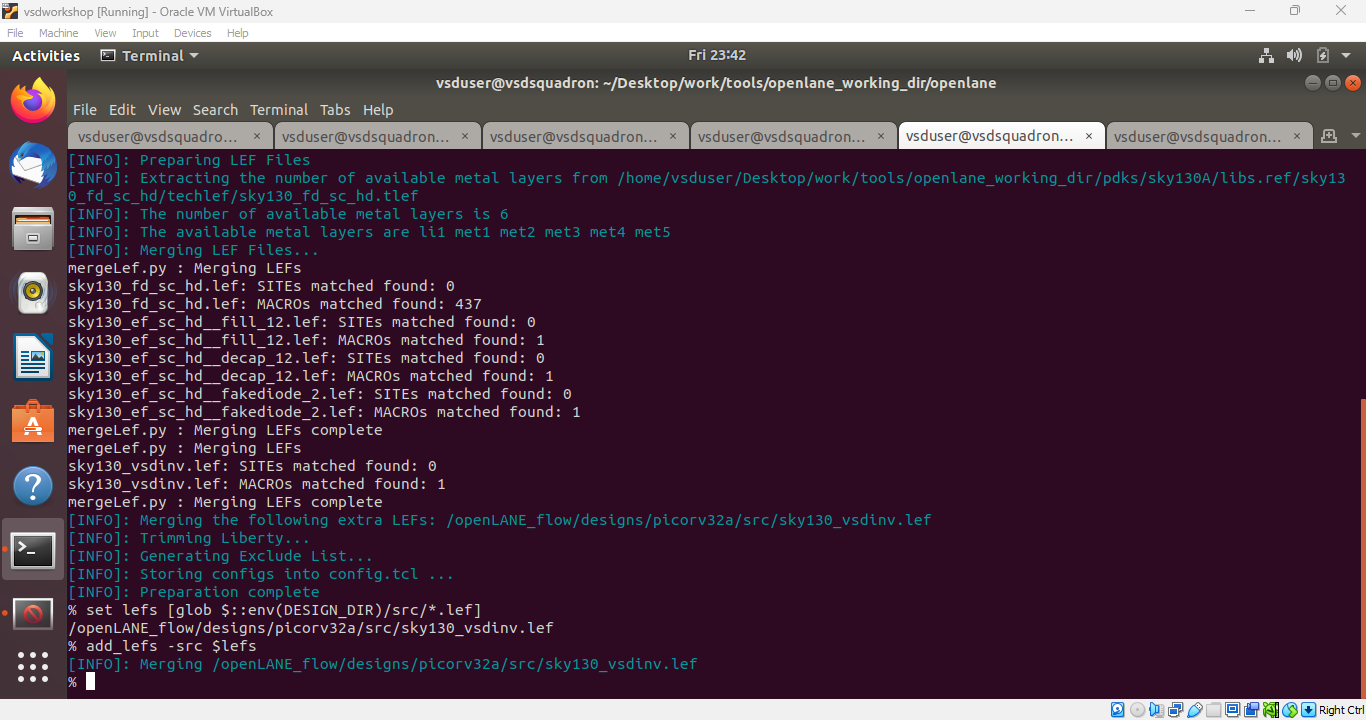 vsdworkshop [Running] - Oracle VM VirtualBox
File Machine View Input Devices Help
Activities Terminal Fri 23:42
vsduser@vsdsquadron: ~/Desktop/work/tools/openlane_working_dir/openlane
File Edit View Search Terminal Tabs Help
vsduser@vsdsquadro... × vsduser@vsdsquadron... × vsduser@vsdsquadron... × vsduser@vsdsquadron... × vsduser@vsdsquadron... × vsduser@vsdsquadron... ×
[INFO]: Preparing LEF Files
[INFO]: Extracting the number of available metal layers from /home/vsduser/Desktop/work/tools/openlane_working_dir/pdks/sky130A/libs.ref/sky13
0_fd_sc_hd/techlef/sky130_fd_sc_hd.tlef
[INFO]: The number of available metal layers is 6
[INFO]: The available metal layers are li1 met1 met2 met3 met4 met5
[INFO]: Merging LEF Files...
mergeLef.py : Merging LEFs
sky130_fd_sc_hd.lef: SITEs matched found: 0
sky130_fd_sc_hd.lef: MACROs matched found: 437
sky130_ef_sc_hd__fill_12.lef: SITEs matched found: 0
sky130_ef_sc_hd__fill_12.lef: MACROs matched found: 1
sky130_ef_sc_hd__decap_12.lef: SITEs matched found: 0
sky130_ef_sc_hd__decap_12.lef: MACROs matched found: 1
sky130_ef_sc_hd__fakediode_2.lef: SITEs matched found: 0
sky130_ef_sc_hd__fakediode_2.lef: MACROs matched found: 1
mergeLef.py : Merging LEFs complete
mergeLef.py : Merging LEFs
sky130_vsdinv.lef: SITEs matched found: 0
sky130_vsdinv.lef: MACROs matched found: 1
mergeLef.py : Merging LEFs complete
[INFO]: Merging the following extra LEFs: /openLANE_flow/designs/picorv32a/src/sky130_vsdinv.lef
[INFO]: Trimming Liberty...
[INFO]: Generating Exclude List...
[INFO]: Storing configs into config.tcl ...
[INFO]: Preparation complete
% set lefs [glob $::env(DESIGN_DIR)/src/*.lef]
/openLANE_flow/designs/picorv32a/src/sky130_vsdinv.lef
% add_lefs -src $lefs
[INFO]: Merging /openLANE_flow/designs/picorv32a/src/sky130_vsdinv.lef
%
Right Ctrl